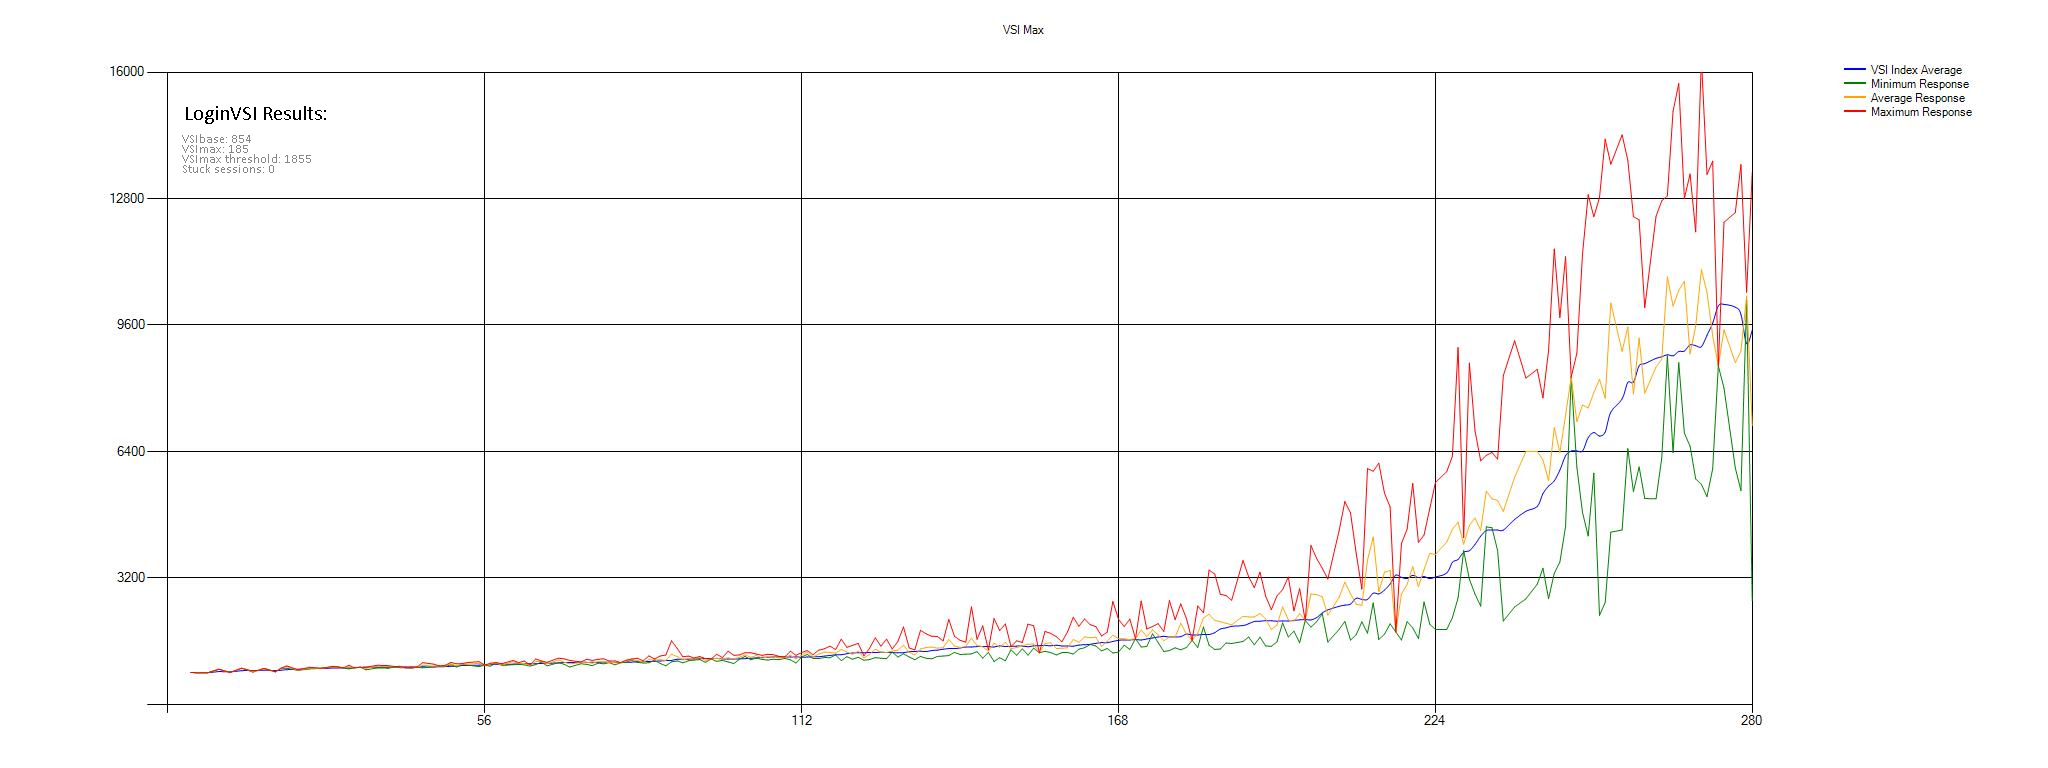 VSI Max
16000
12800
9600
6400
3200
LoginVSI Results:
VSIbase: 854
VSImax: 185
VSImax threshold: 1855
Stuck sessions: 0
VSI Index Average
Minimum Response
Average Response
Maximum Response
56
112
168
224
280